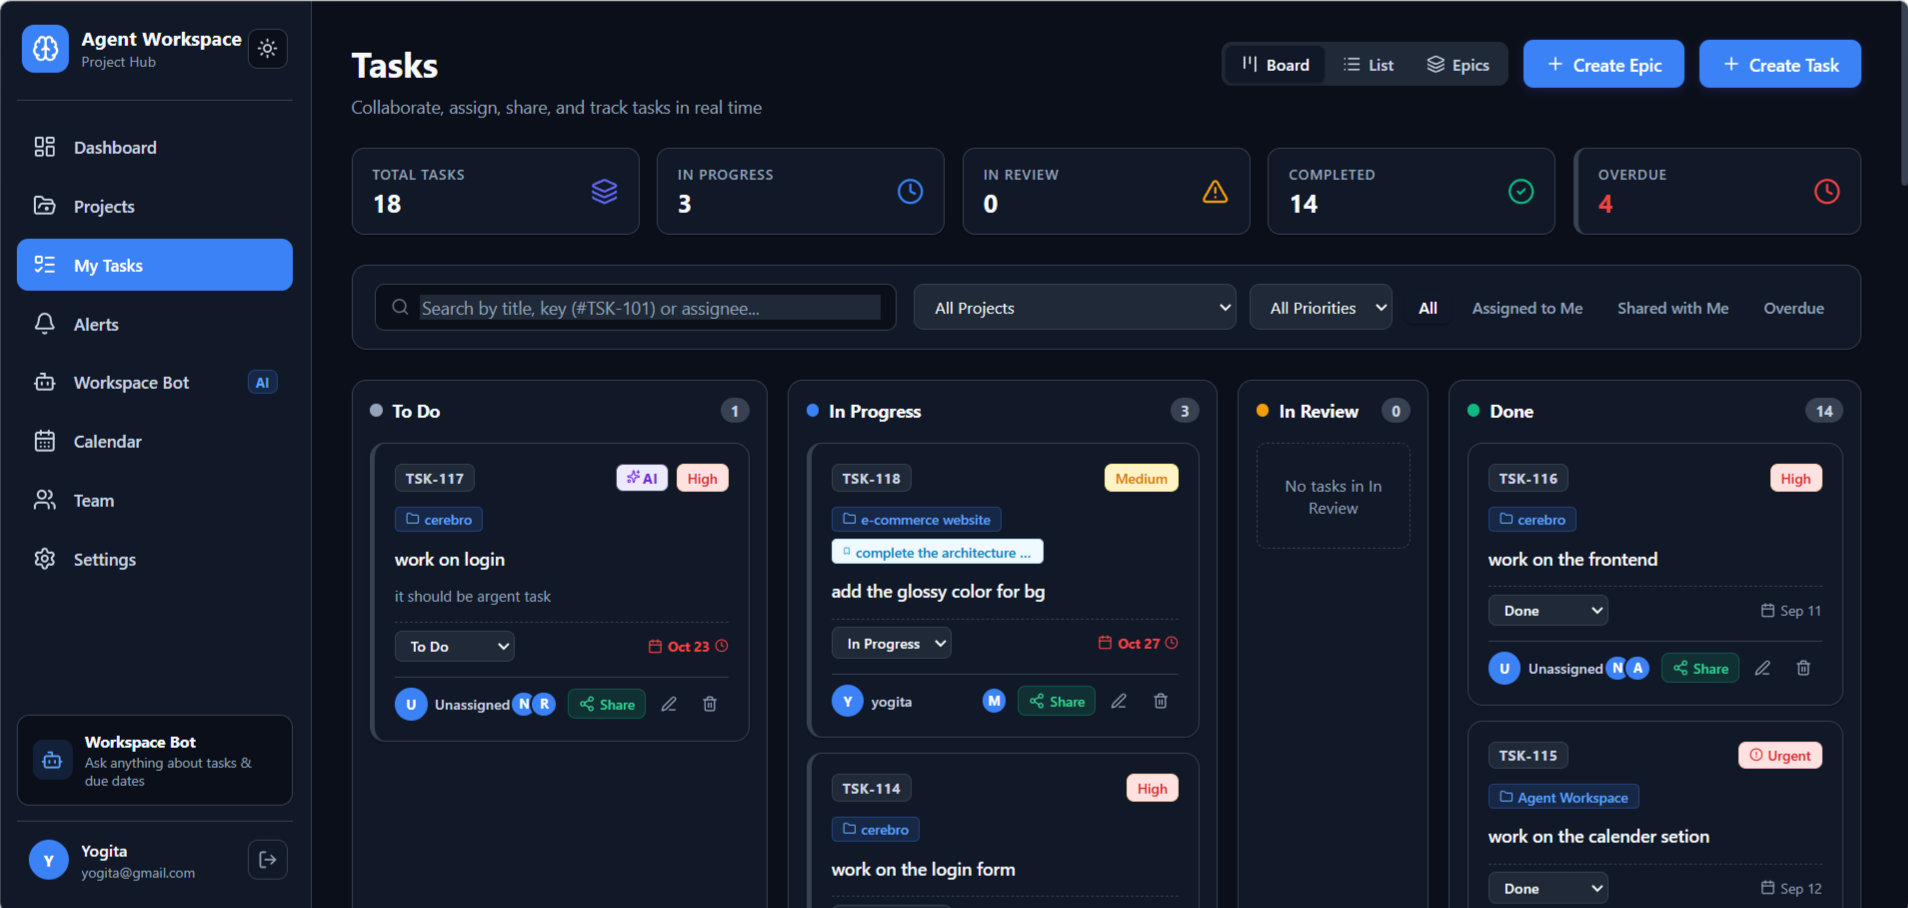 Agent Workspace
Project Hub
Dashboard
Projects
My Tasks
Alerts
Workspace Bot AI
Calendar
Team
Settings
Workspace Bot
Ask anything about tasks &
due dates
Y
Yogita
yogita@gmail.com
Tasks
Collaborate, assign, share, and track tasks in real time
Board List Epics
+ Create Epic
+ Create Task
TOTAL TASKS
18
IN PROGRESS
3
IN REVIEW
0
COMPLETED
14
OVERDUE
4
Search by title, key (#TSK-101) or assignee...
All Projects
All Priorities
All
Assigned to Me
Shared with Me
Overdue
To Do 1
TSK-117 AI High
cerebro
work on login
it should be argent task
To Do Oct 23
U Unassigned N R Share
In Progress 3
TSK-118 Medium
e-commerce website
complete the architecture ...
add the glossy color for bg
In Progress Oct 27
Y yogita M Share
TSK-114 High
cerebro
work on the login form
In Review 0
No tasks in In
Review
Done 14
TSK-116 High
cerebro
work on the frontend
Done Sep 11
U Unassigned N A Share
TSK-115 Urgent
Agent Workspace
work on the calender setion
Done Sep 12